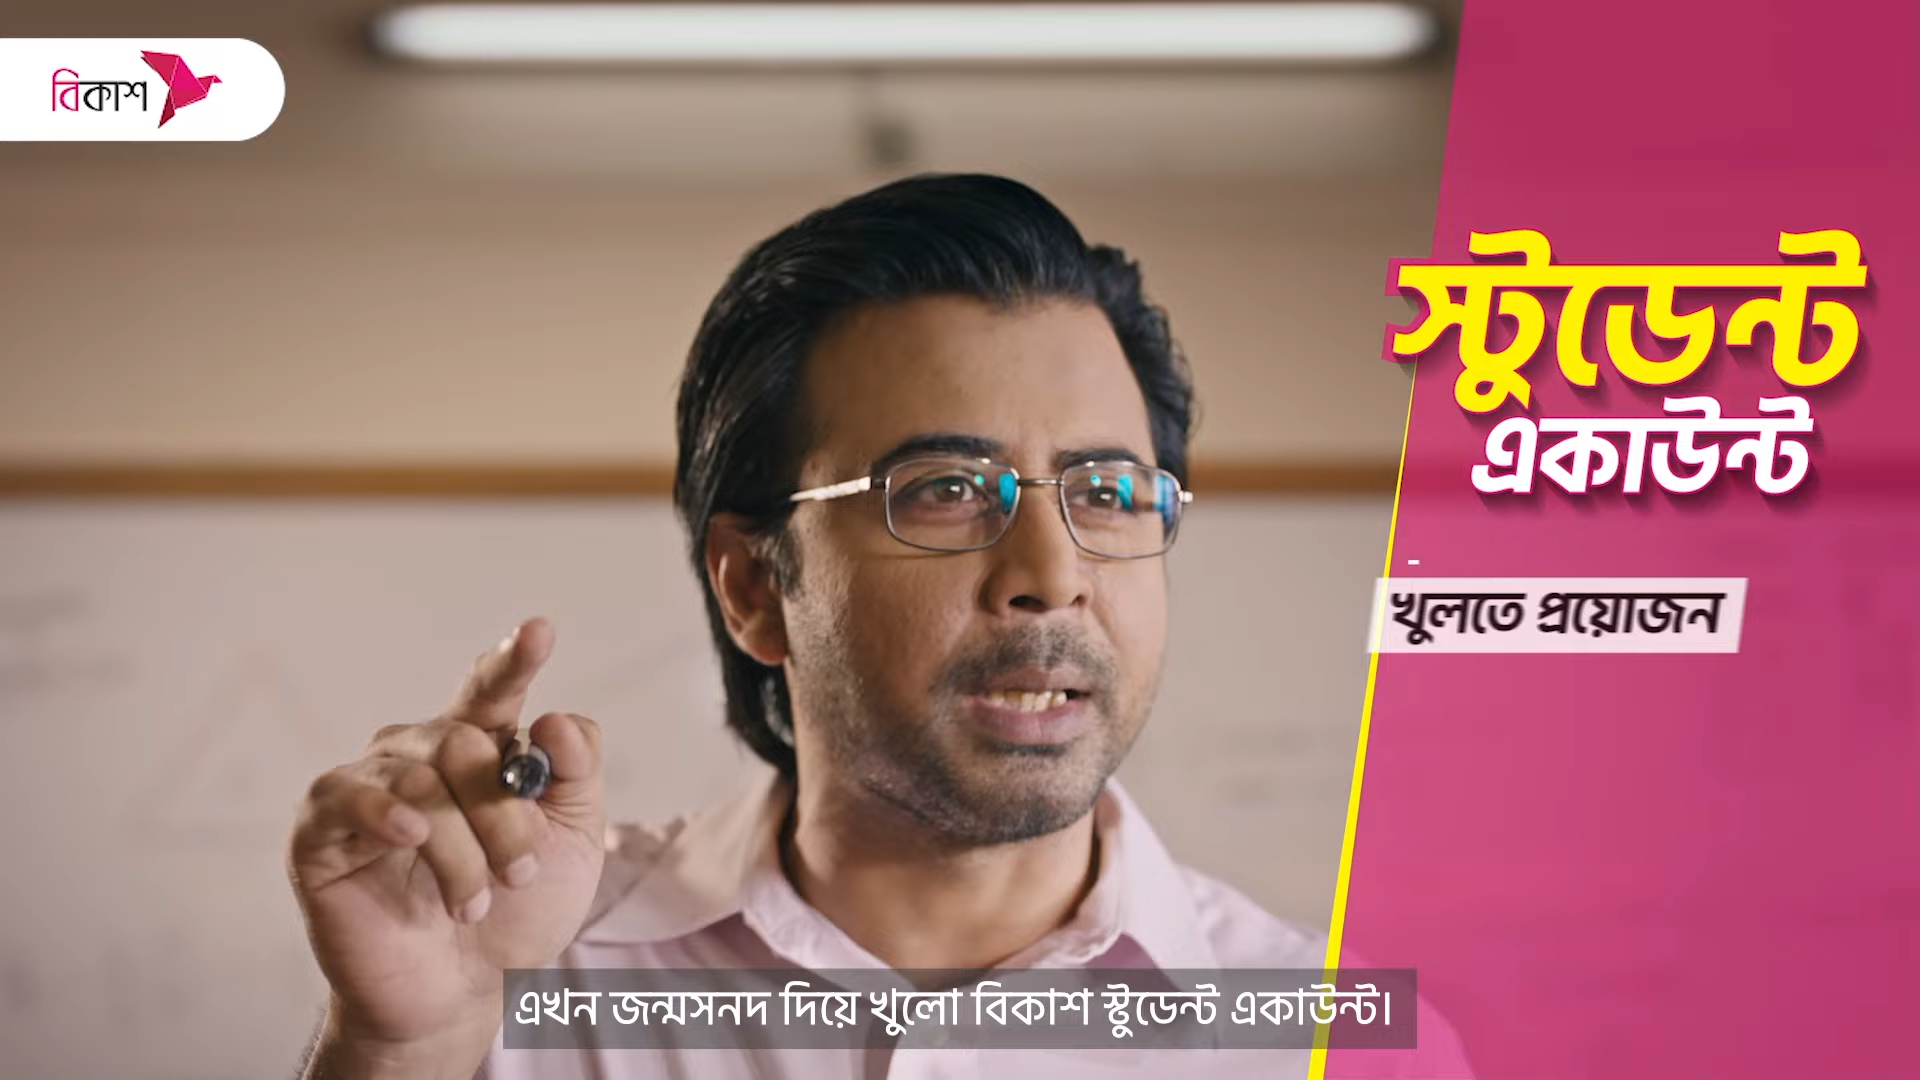 বিকাশ
স্টুডেন্ট
একাউন্ট
-
খুলতে প্রয়োজন
এখন জন্মসনদ দিয়ে খুলো বিকাশ স্টুডেন্ট একাউন্ট।